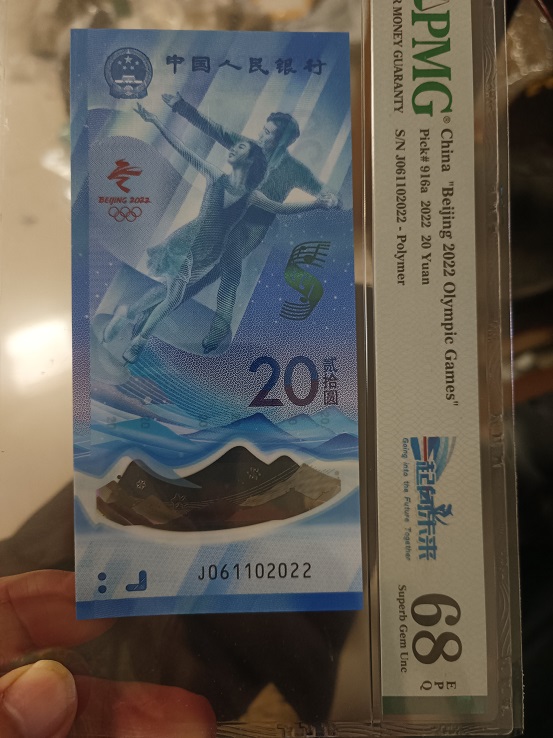 中国人民银行
BEIJING 2022
20
贰拾圆
J061102022
PMG®
MONEY GUARANTY
China "Beijing 2022 Olympic Games"
Pick# 916a 2022 20 Yuan
S/N J061102022 - Polymer
一起向未来
Going into the Future Together
68
EPQ
Superb Gem Unc